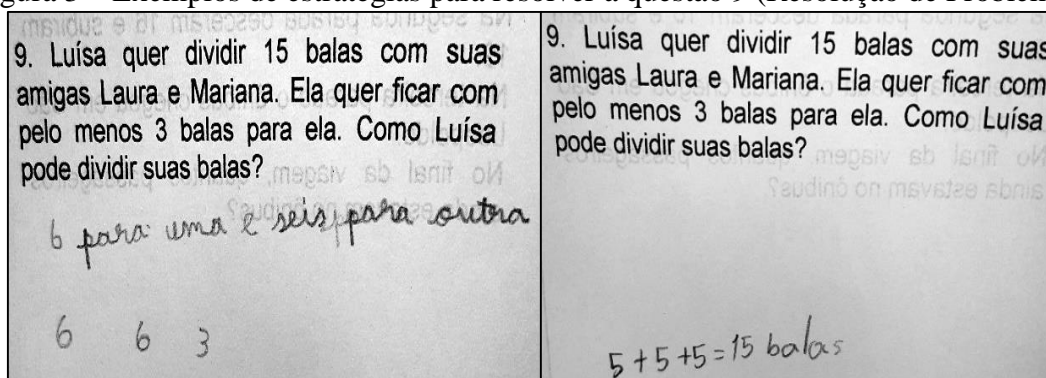 9. Luísa quer dividir 15 balas com suas
amigas Laura e Mariana. Ela quer ficar com
pelo menos 3 balas para ela. Como Luísa
pode dividir suas balas?
6 para uma e seis para outra
6 6 3
9. Luísa quer dividir 15 balas com suas
amigas Laura e Mariana. Ela quer ficar com
pelo menos 3 balas para ela. Como Luísa
pode dividir suas balas?
5 + 5 + 5 = 15 balas